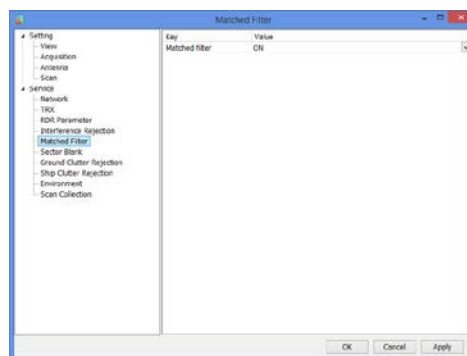 Matched Filter
Setting
View
Acquisition
Antenna
Scan
Service
Network
TRX
RDR Parameter
Interference Rejection
Matched Filter
Sector Blank
Ground Clutter Rejection
Ship Clutter Rejection
Environment
Scan Collection
Key Value
Matched filter ON
OK Cancel Apply